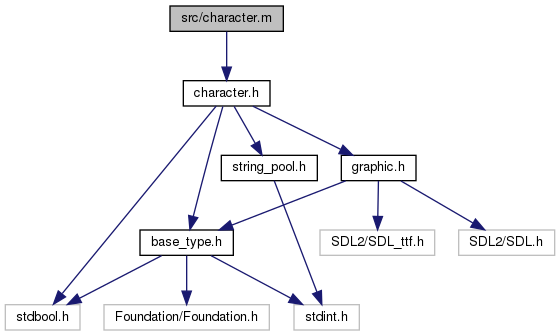 src/character.m
character.h
string_pool.h
graphic.h
base_type.h
SDL2/SDL_ttf.h
SDL2/SDL.h
stdbool.h
Foundation/Foundation.h
stdint.h